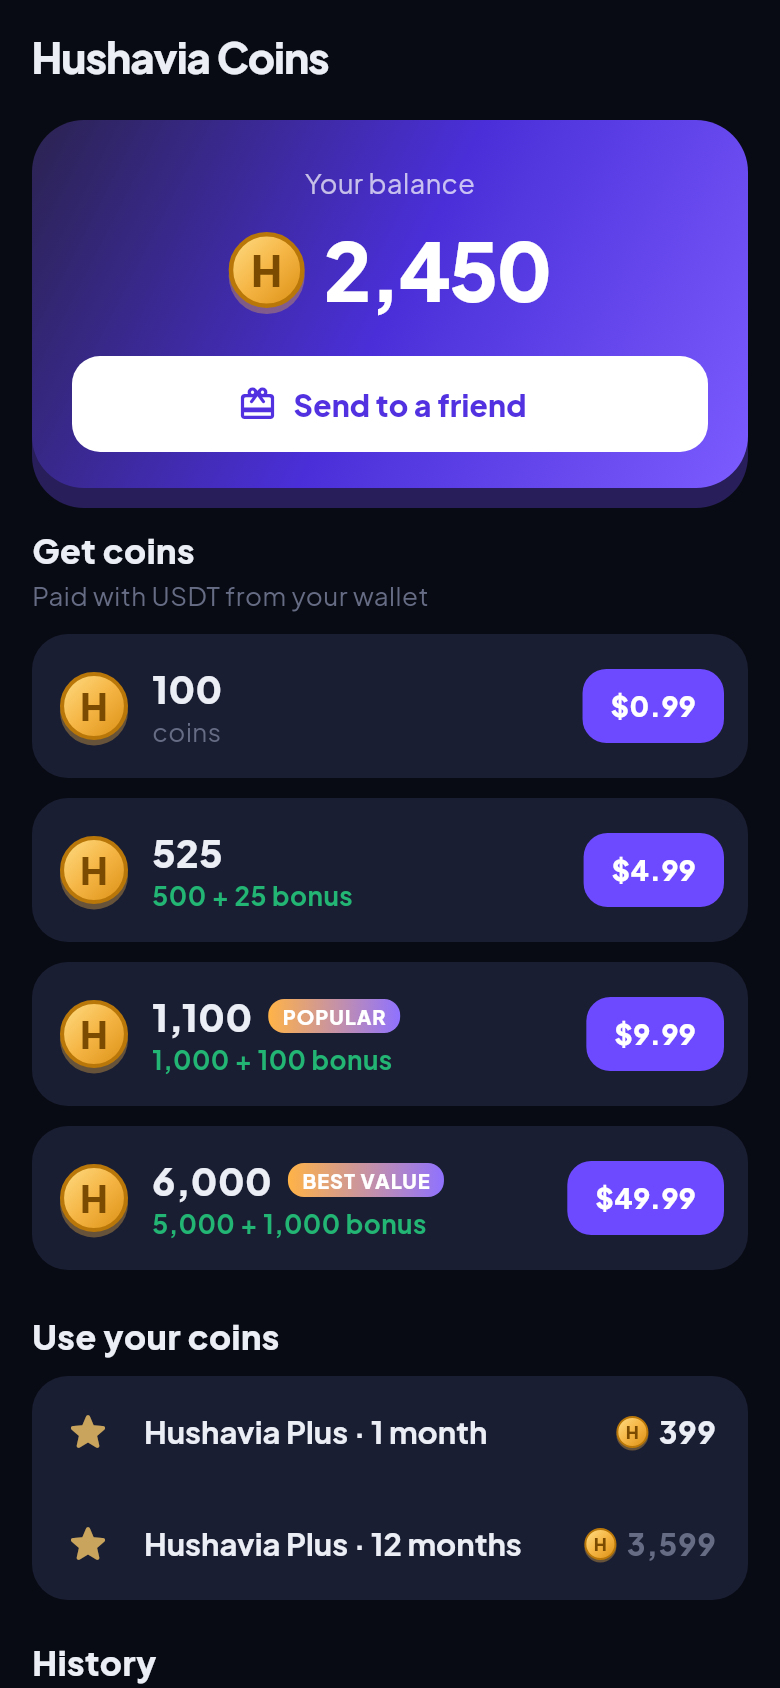 Hushavia Coins
Your balance
H 2,450
Send to a friend
Get coins
Paid with USDT from your wallet
H 100 $0.99
coins
H 525 $4.99
500 + 25 bonus
H 1,100 POPULAR $9.99
1,000 + 100 bonus
H 6,000 BEST VALUE $49.99
5,000 + 1,000 bonus
Use your coins
Hushavia Plus · 1 month H 399
Hushavia Plus · 12 months H 3,599
History